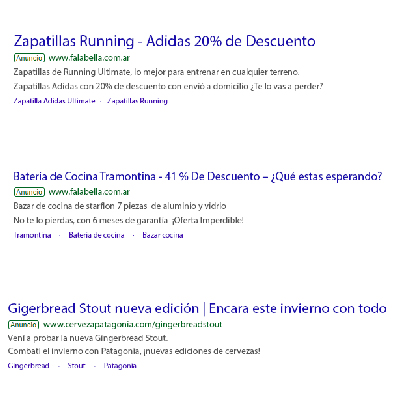 Zapatillas Running - Adidas 20% de Descuento
Anuncio www.falabella.com.ar
Zapatillas de Running Ultimate, lo mejor para entrenar en cualquier terreno.
Zapatillas Adidas con 20% de descuento con envió a domicilio ¿Te lo vas a perder?
Zapatilla Adidas Ultimate - Zapatillas Running
Batería de Cocina Tramontina - 41 % De Descuento – ¿Qué estas esperando?
Anuncio www.falabella.com.ar
Bazar de cocina de starflon 7 piezas, de aluminio y vidrio
No te lo pierdas, con 6 meses de garantía. ¡Oferta Imperdible!
Tramontina - Batería de cocina - Bazar cocina
Gigerbread Stout nueva edición | Encara este invierno con todo
Anuncio www.cervezapatagonia.com/gingerbreadstout
Vení a probar la nueva Gingerbread Stout.
Combatí el invierno con Patagonia, ¡nuevas ediciones de cervezas!
Gingerbread - Stout - Patagonia